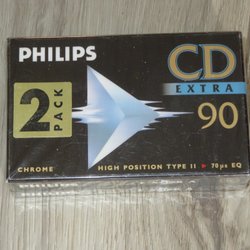 PHILIPS
CD
EXTRA
2 PACK
90
CHROME
HIGH POSITION TYPE II ▶ 70µs EQ